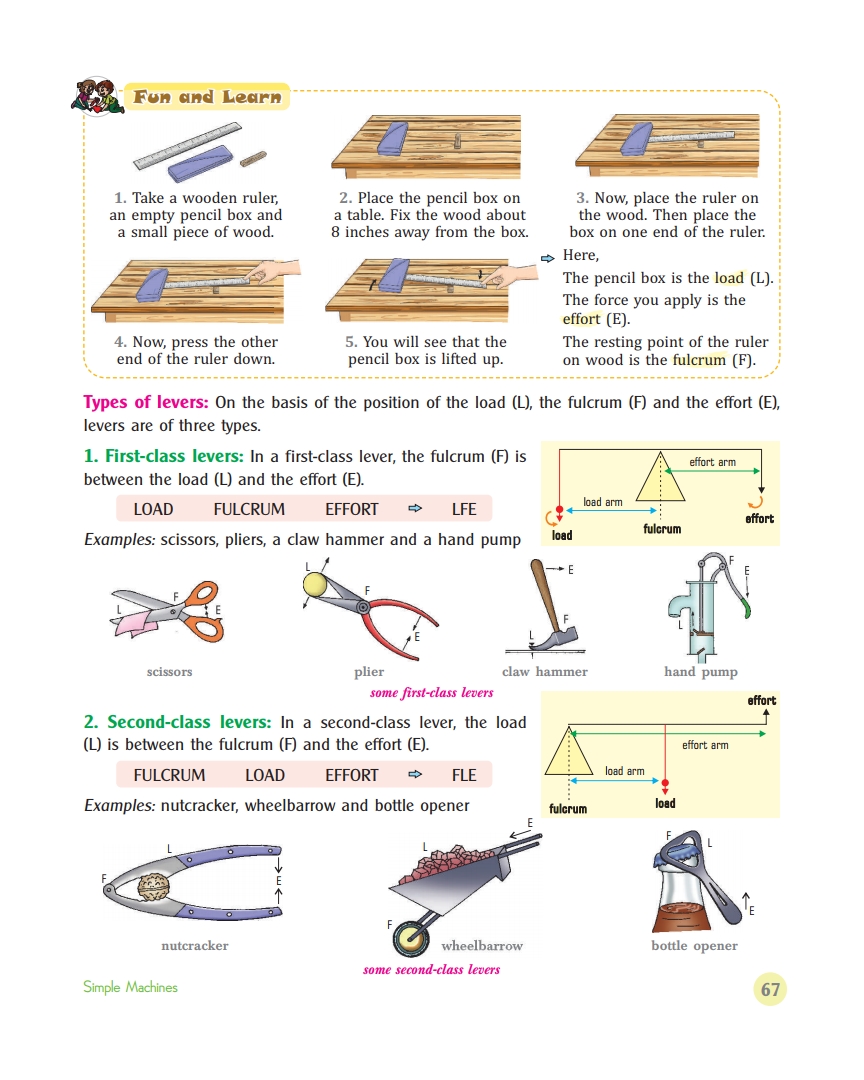 Fun and Learn
1. Take a wooden ruler,
an empty pencil box and
a small piece of wood.
2. Place the pencil box on
a table. Fix the wood about
8 inches away from the box.
3. Now, place the ruler on
the wood. Then place the
box on one end of the ruler.
4. Now, press the other
end of the ruler down.
5. You will see that the
pencil box is lifted up.
⇨ Here,
The pencil box is the load (L).
The force you apply is the
effort (E).
The resting point of the ruler
on wood is the fulcrum (F).
Types of levers: On the basis of the position of the load (L), the fulcrum (F) and the effort (E),
levers are of three types.
1. First-class levers: In a first-class lever, the fulcrum (F) is
between the load (L) and the effort (E).
LOAD FULCRUM EFFORT ⇨ LFE
Examples: scissors, pliers, a claw hammer and a hand pump
effort arm
load arm
load
fulcrum
effort
L
F
E
scissors
L
F
E
plier
E
F
L
claw hammer
F
E
L
hand pump
some first-class levers
2. Second-class levers: In a second-class lever, the load
(L) is between the fulcrum (F) and the effort (E).
FULCRUM LOAD EFFORT ⇨ FLE
Examples: nutcracker, wheelbarrow and bottle opener
effort
effort arm
load arm
fulcrum
load
F
L
E
nutcracker
E
L
F
wheelbarrow
F
L
E
bottle opener
some second-class levers
Simple Machines
67